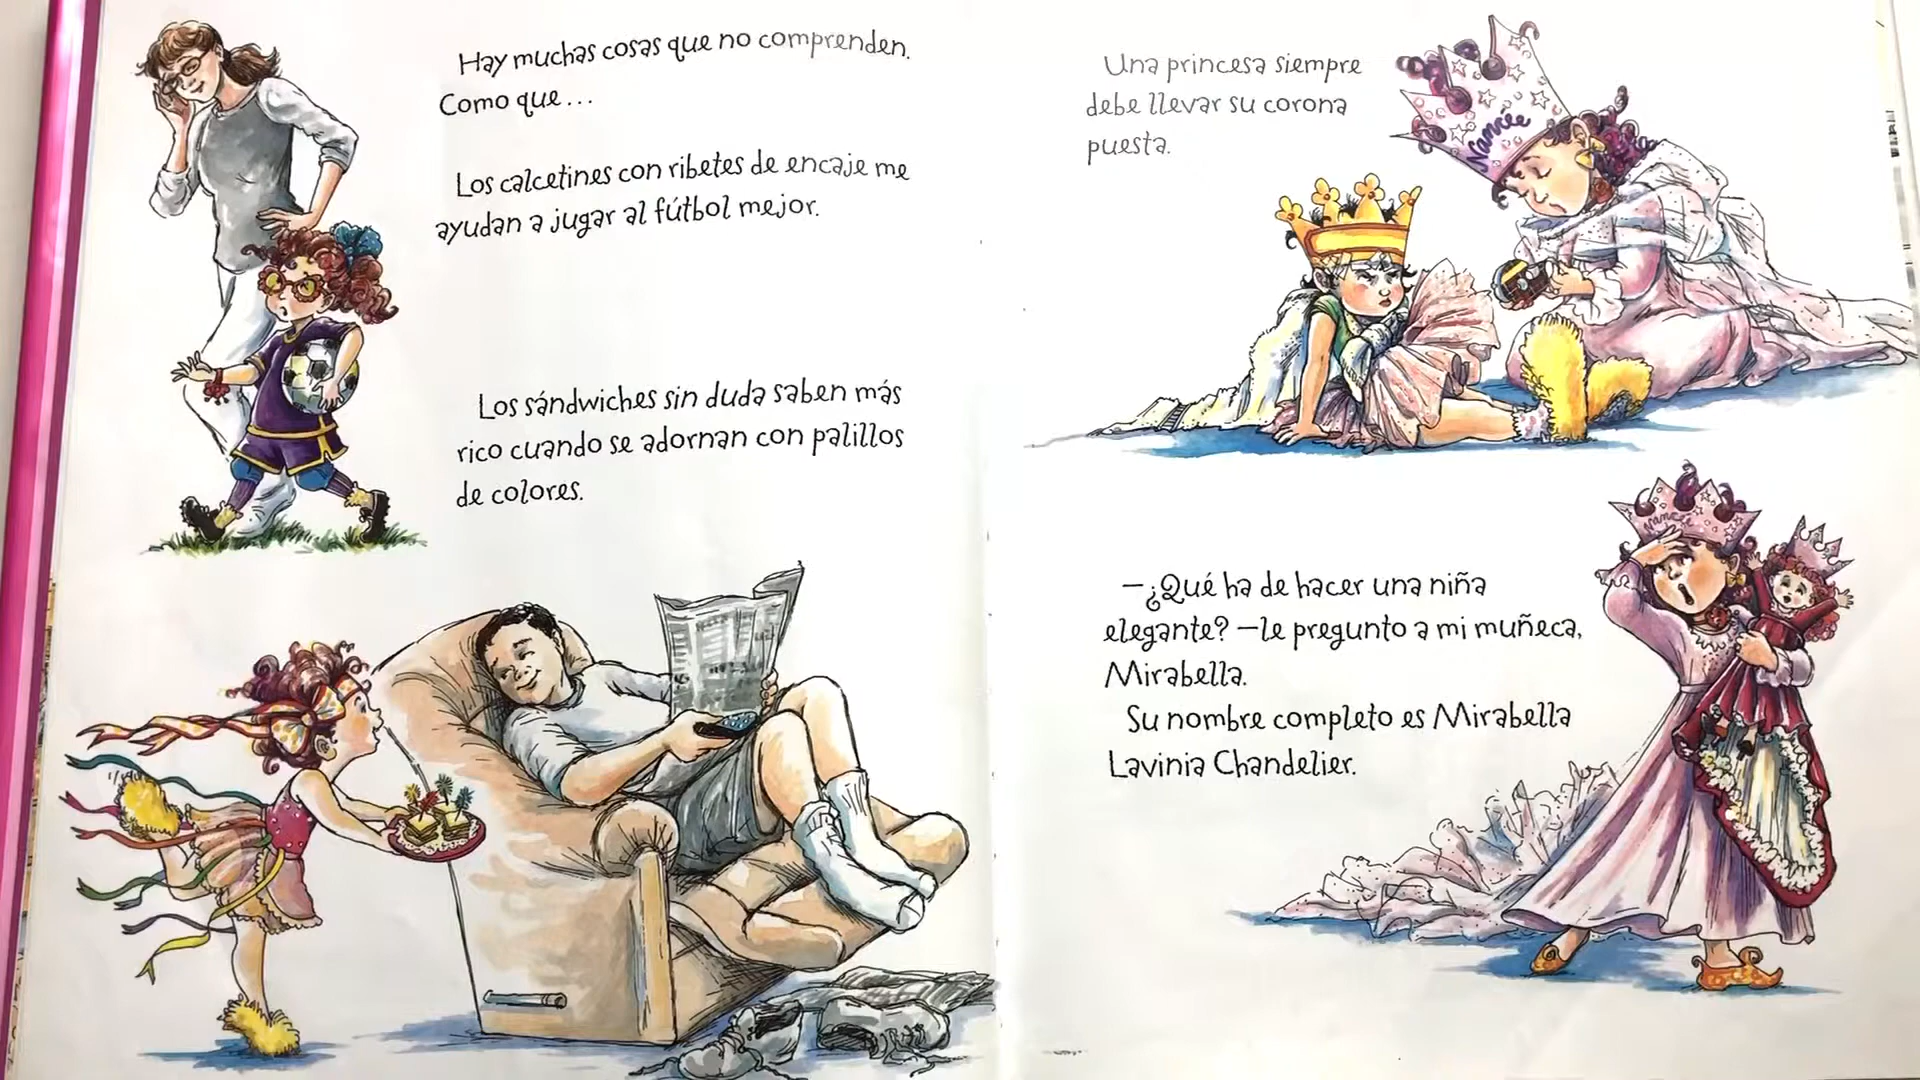 Hay muchas cosas que no comprenden.
Como que...
Los calcetines con ribetes de encaje me
ayudan a jugar al fútbol mejor.
Los sándwiches sin duda saben más
rico cuando se adornan con palillos
de colores.
Una princesa siempre
debe llevar su corona
puesta.
Nancée
—¿Qué ha de hacer una niña
elegante? —le pregunto a mi muñeca,
Mirabella.
Su nombre completo es Mirabella
Lavinia Chandelier.
Nancée